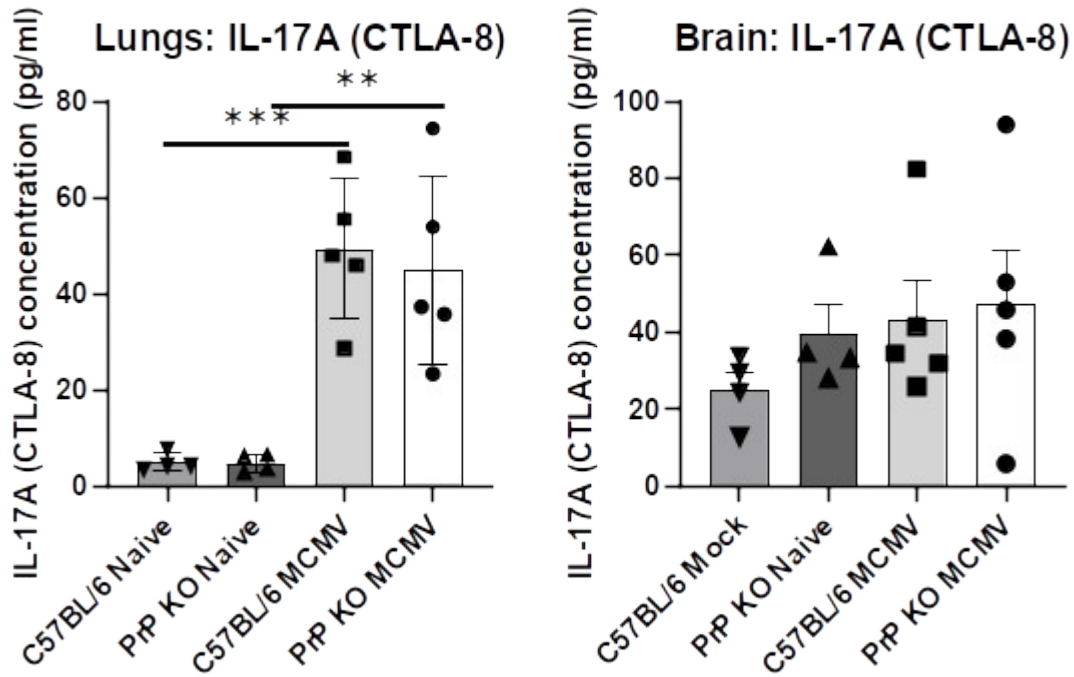 Lungs: IL-17A (CTLA-8)
IL-17A (CTLA-8) concentration (pg/ml)
80
60
40
20
0
***
**
C57BL/6 Naive
PrP KO Naive
C57BL/6 MCMV
PrP KO MCMV
Brain: IL-17A (CTLA-8)
IL-17A (CTLA-8) concentration (pg/ml)
100
80
60
40
20
0
C57BL/6 Mock
PrP KO Naive
C57BL/6 MCMV
PrP KO MCMV